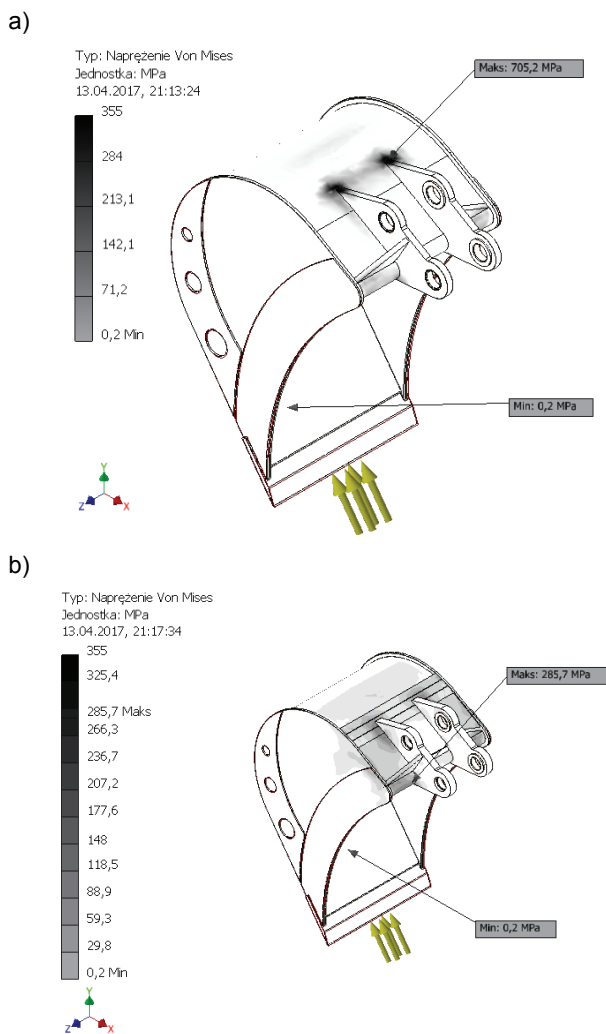 a)
Typ: Naprężenie Von Mises
Jednostka: MPa
13.04.2017, 21:13:24
355
284
213,1
142,1
71,2
0,2 Min
Maks: 705,2 MPa
Min: 0,2 MPa
Y
Z
X
b)
Typ: Naprężenie Von Mises
Jednostka: MPa
13.04.2017, 21:17:34
355
325,4
285,7 Maks
266,3
236,7
207,2
177,6
148
118,5
88,9
59,3
29,8
0,2 Min
Maks: 285,7 MPa
Min: 0,2 MPa
Y
Z
X